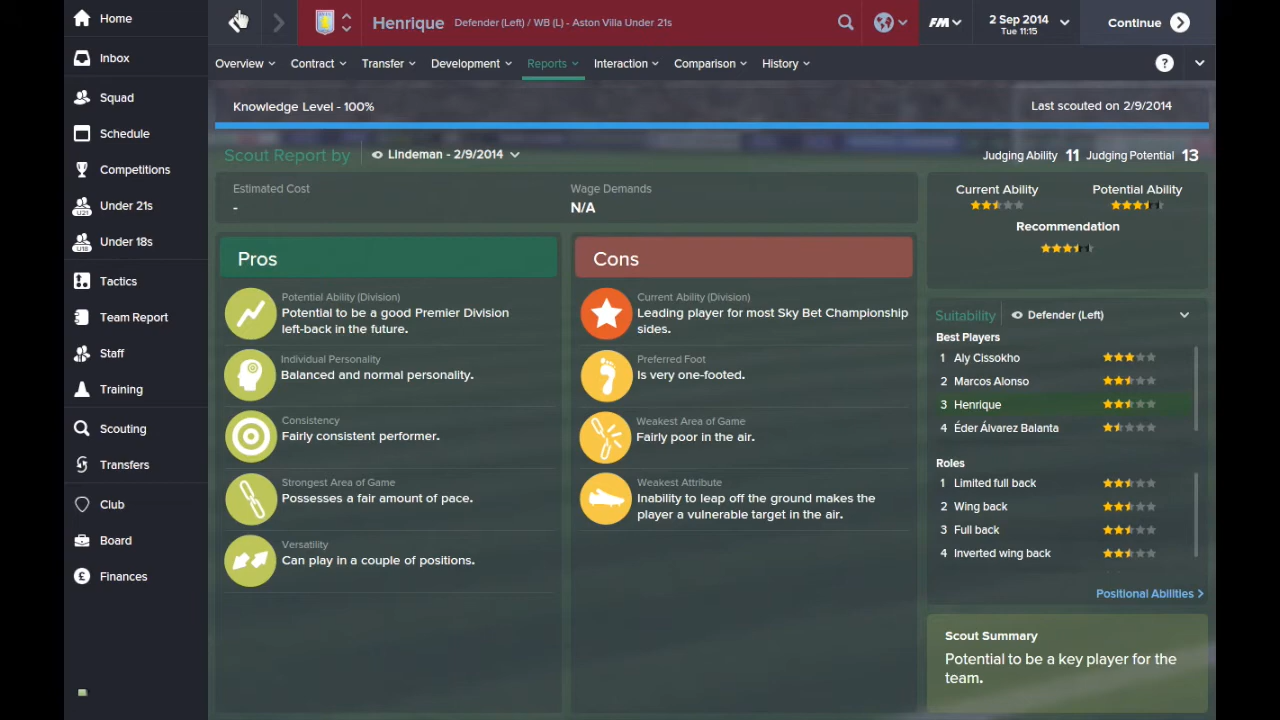 Home
Inbox
Squad
Schedule
Competitions
Under 21s
U21
Under 18s
U18
Tactics
Team Report
Staff
Training
Scouting
Transfers
Club
Board
Finances
Henrique Defender (Left) / WB (L) - Aston Villa Under 21s
FM
2 Sep 2014
Tue 11:15
Continue
Overview Contract Transfer Development Reports Interaction Comparison History ?
Knowledge Level - 100% Last scouted on 2/9/2014
Scout Report by Lindeman - 2/9/2014 Judging Ability 11 Judging Potential 13
Estimated Cost
-
Wage Demands
N/A
Current Ability Potential Ability
Recommendation
Pros
Potential Ability (Division)
Potential to be a good Premier Division
left-back in the future.
Individual Personality
Balanced and normal personality.
Consistency
Fairly consistent performer.
Strongest Area of Game
Possesses a fair amount of pace.
Versatility
Can play in a couple of positions.
Cons
Current Ability (Division)
Leading player for most Sky Bet Championship
sides.
Preferred Foot
Is very one-footed.
Weakest Area of Game
Fairly poor in the air.
Weakest Attribute
Inability to leap off the ground makes the
player a vulnerable target in the air.
Suitability Defender (Left)
Best Players
1 Aly Cissokho
2 Marcos Alonso
3 Henrique
4 Éder Álvarez Balanta
Roles
1 Limited full back
2 Wing back
3 Full back
4 Inverted wing back
Positional Abilities
Scout Summary
Potential to be a key player for the
team.